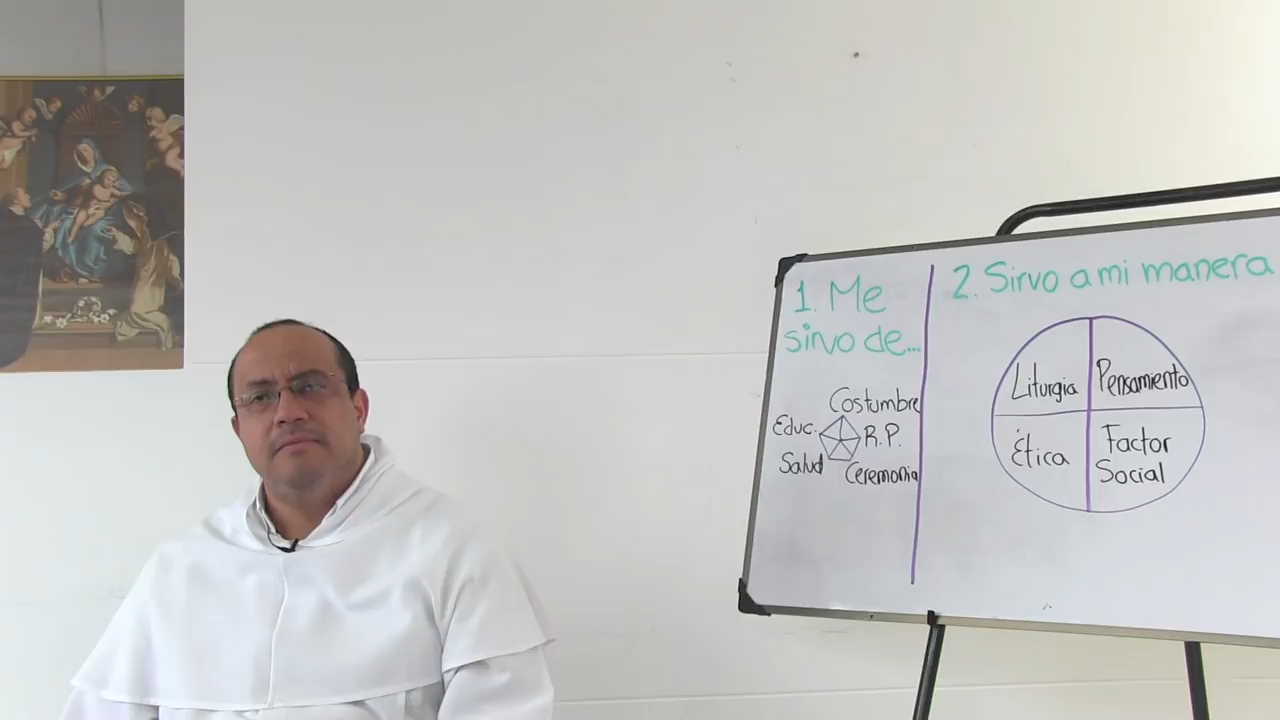 1. Me
sirvo de...
Costumbre
Educ.
R.P.
Salud
Ceremonia
2. Sirvo a mi manera
Liturgia
Pensamiento
Ética
Factor
Social